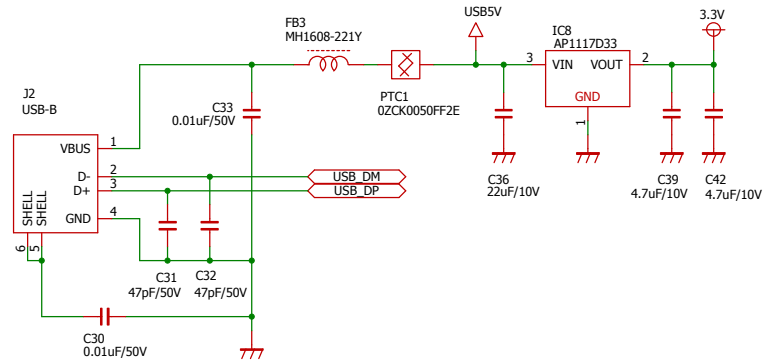 USB5V
FB3
MH1608-221Y
IC8
AP1117D33
3.3V
3
VIN
VOUT
2
GND
1
PTC1
0ZCK0050FF2E
J2
USB-B
C33
0.01uF/50V
VBUS
1
D-
2
USB_DM
D+
3
USB_DP
GND
4
SHELL
SHELL
6
5
C36
22uF/10V
C39
4.7uF/10V
C42
4.7uF/10V
C31
47pF/50V
C32
47pF/50V
C30
0.01uF/50V